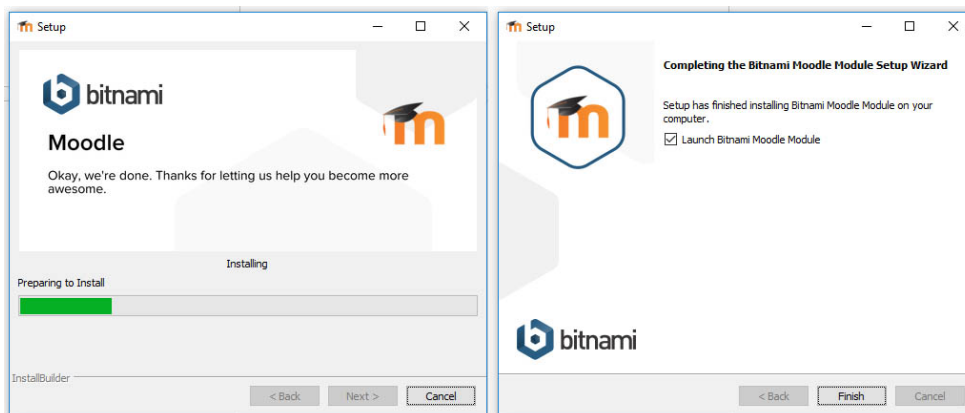 Setup
bitnami
Moodle
Okay, we're done. Thanks for letting us help you become more
awesome.
Installing
Preparing to Install
InstallBuilder
< Back
Next >
Cancel
Setup
Completing the Bitnami Moodle Module Setup Wizard
Setup has finished installing Bitnami Moodle Module on your
computer.
Launch Bitnami Moodle Module
bitnami
< Back
Finish
Cancel